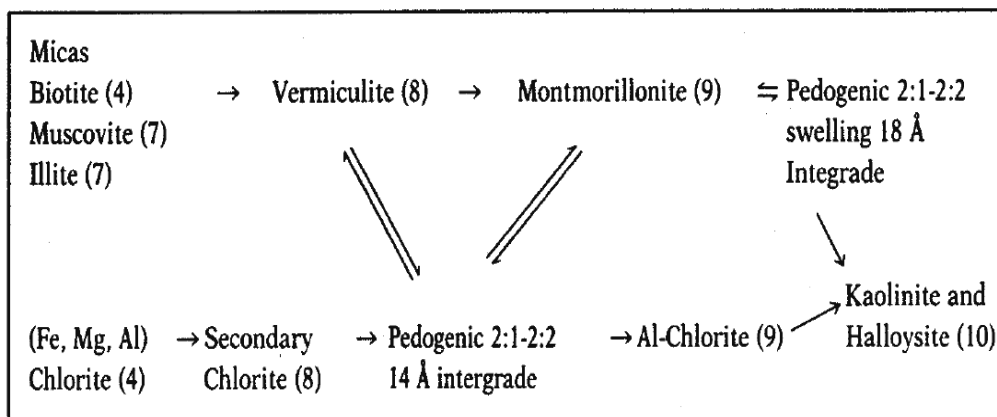 Micas
Biotite (4) → Vermiculite (8) → Montmorillonite (9) ⇆ Pedogenic 2:1-2:2
Muscovite (7) swelling 18 Å
Illite (7) Integrade
(Fe, Mg, Al) → Secondary → Pedogenic 2:1-2:2 → Al-Chlorite (9) Kaolinite and
Chlorite (4) Chlorite (8) 14 Å intergrade Halloysite (10)